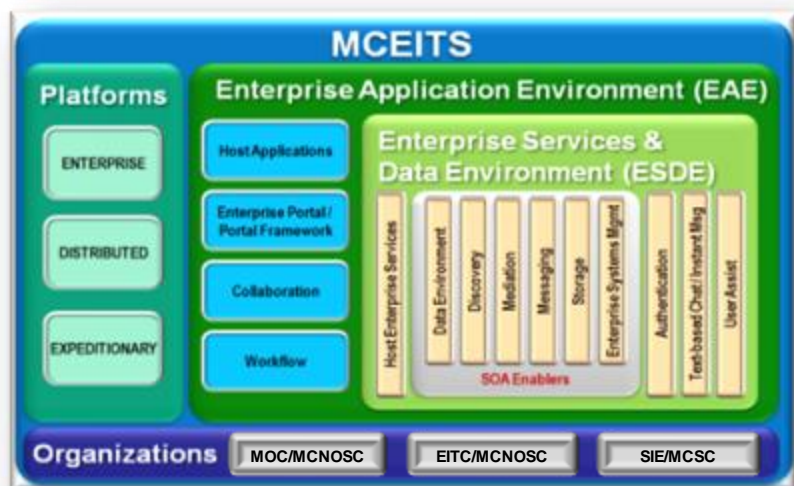 MCEITS
Platforms
ENTERPRISE
DISTRIBUTED
EXPEDITIONARY
Enterprise Application Environment (EAE)
Host Applications
Enterprise Portal /
Portal Framework
Collaboration
Workflow
Enterprise Services &
Data Environment (ESDE)
Host Enterprise Services
Data Environment
Discovery
Mediation
Messaging
Storage
Enterprise Systems Mgmt
SOA Enablers
Authentication
Text-based Chat / Instant Msg
User Assist
Organizations
MOC/MCNOSC
EITC/MCNOSC
SIE/MCSC